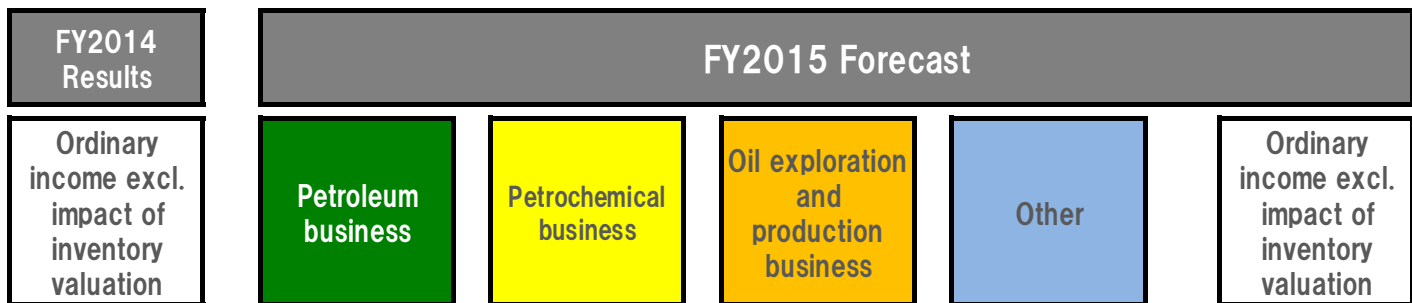 FY2014
Results
FY2015 Forecast
Ordinary
income excl.
impact of
inventory
valuation
Petroleum
business
Petrochemical
business
Oil exploration
and
production
business
Other
Ordinary
income excl.
impact of
inventory
valuation